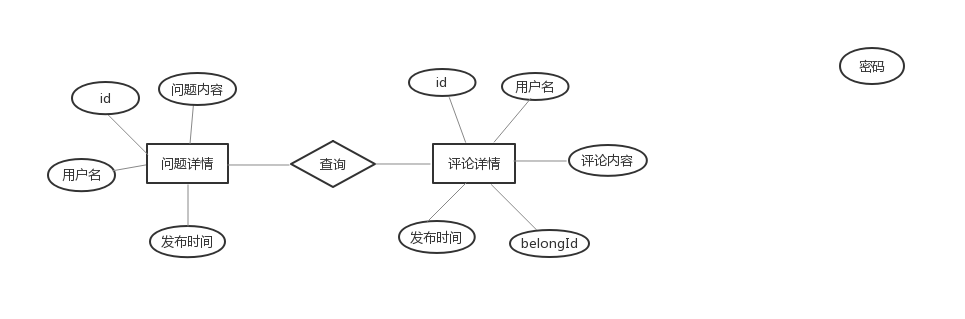 密码
id
用户名
id
问题内容
问题详情
查询
评论详情
评论内容
用户名
发布时间
发布时间
belongId